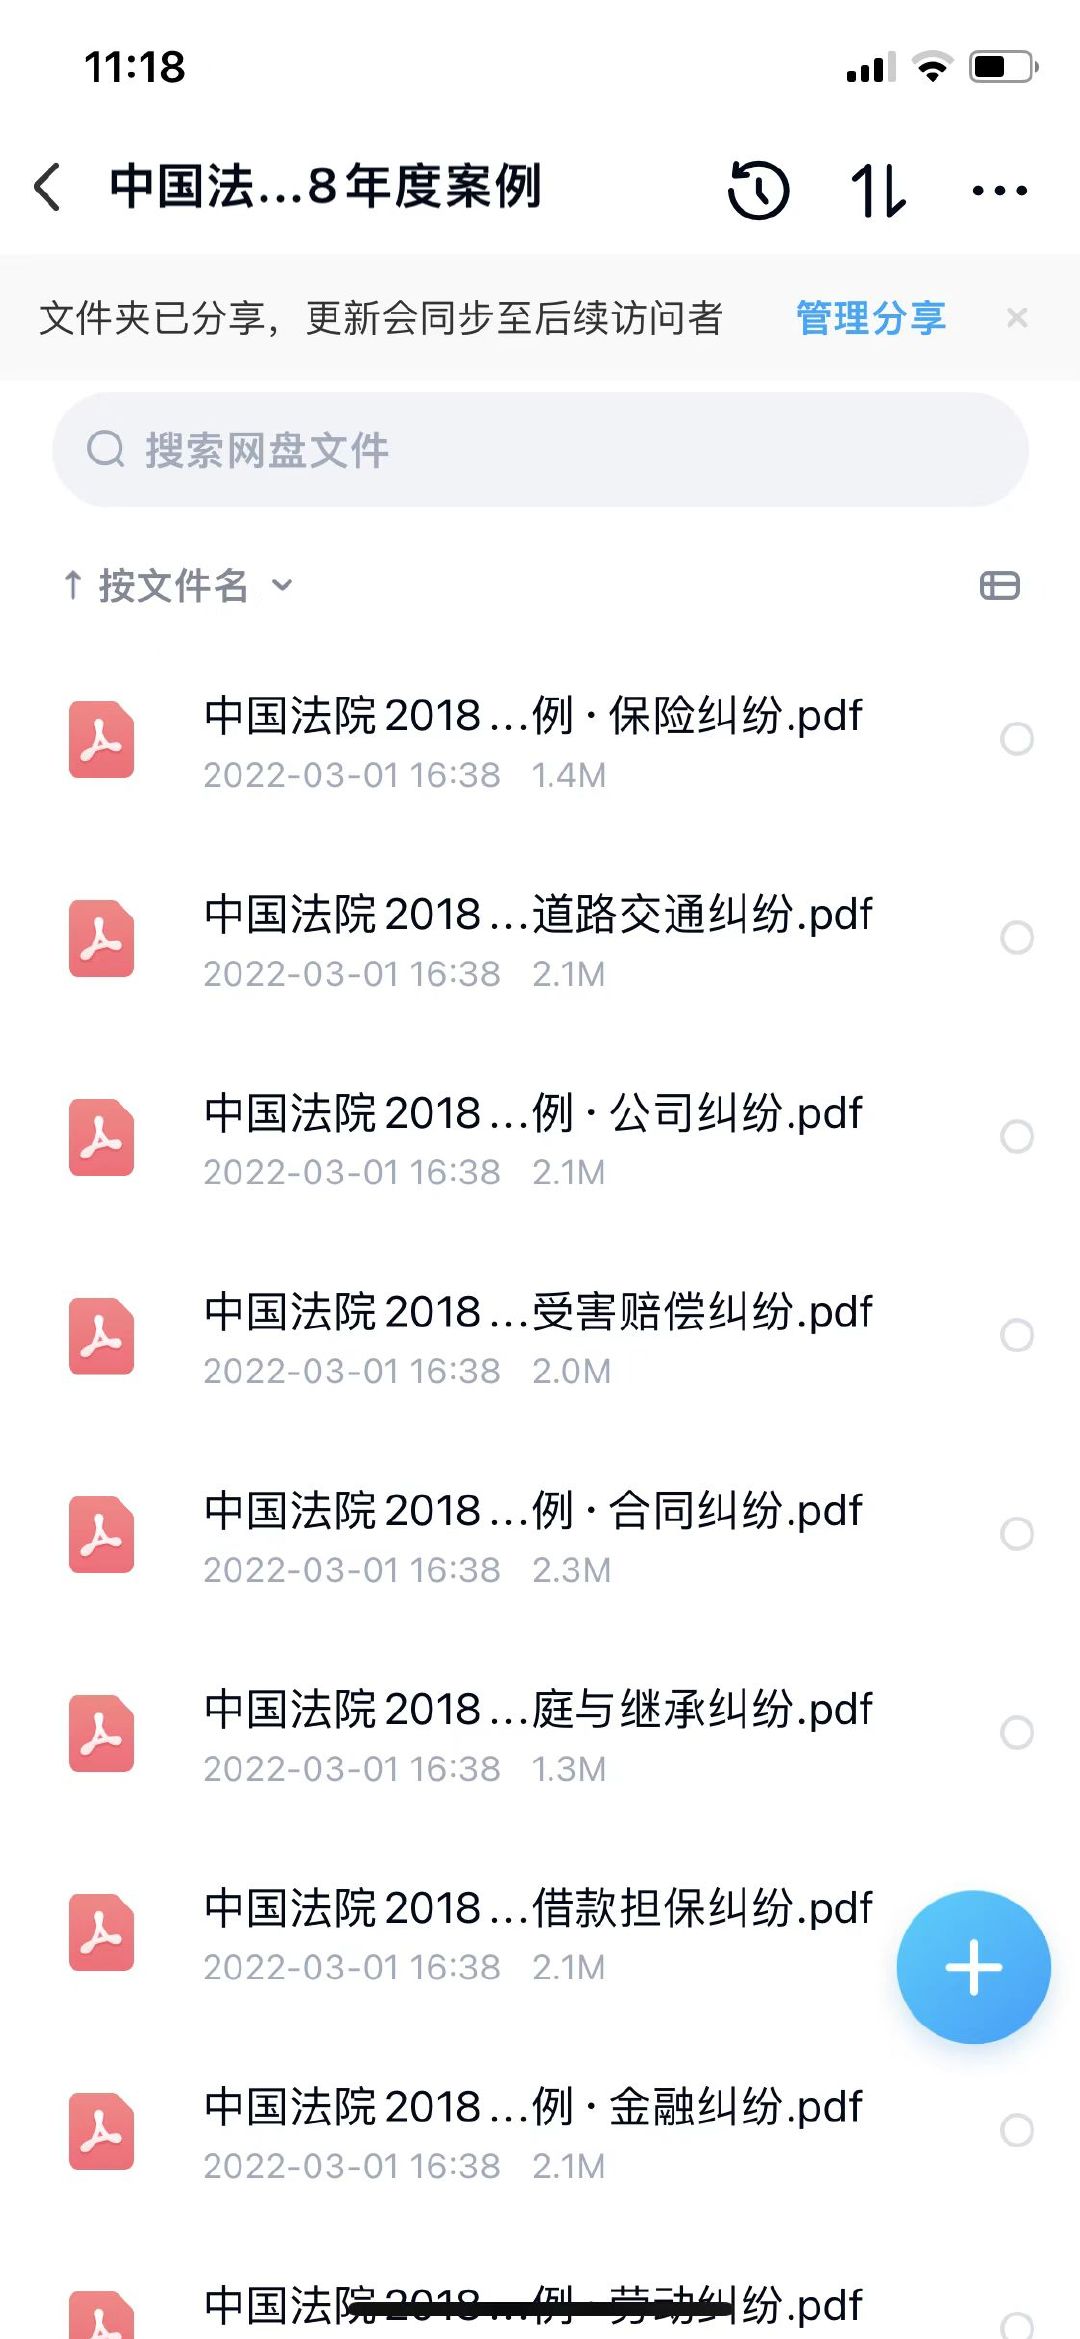 11:18
中国法...8年度案例
文件夹已分享，更新会同步至后续访问者 管理分享
搜索网盘文件
按文件名
中国法院2018...例·保险纠纷.pdf
2022-03-01 16:38 1.4M
中国法院2018...道路交通纠纷.pdf
2022-03-01 16:38 2.1M
中国法院2018...例·公司纠纷.pdf
2022-03-01 16:38 2.1M
中国法院2018...受害赔偿纠纷.pdf
2022-03-01 16:38 2.0M
中国法院2018...例·合同纠纷.pdf
2022-03-01 16:38 2.3M
中国法院2018...庭与继承纠纷.pdf
2022-03-01 16:38 1.3M
中国法院2018...借款担保纠纷.pdf
2022-03-01 16:38 2.1M
中国法院2018...例·金融纠纷.pdf
2022-03-01 16:38 2.1M
中国法院2018...例·劳动纠纷.pdf